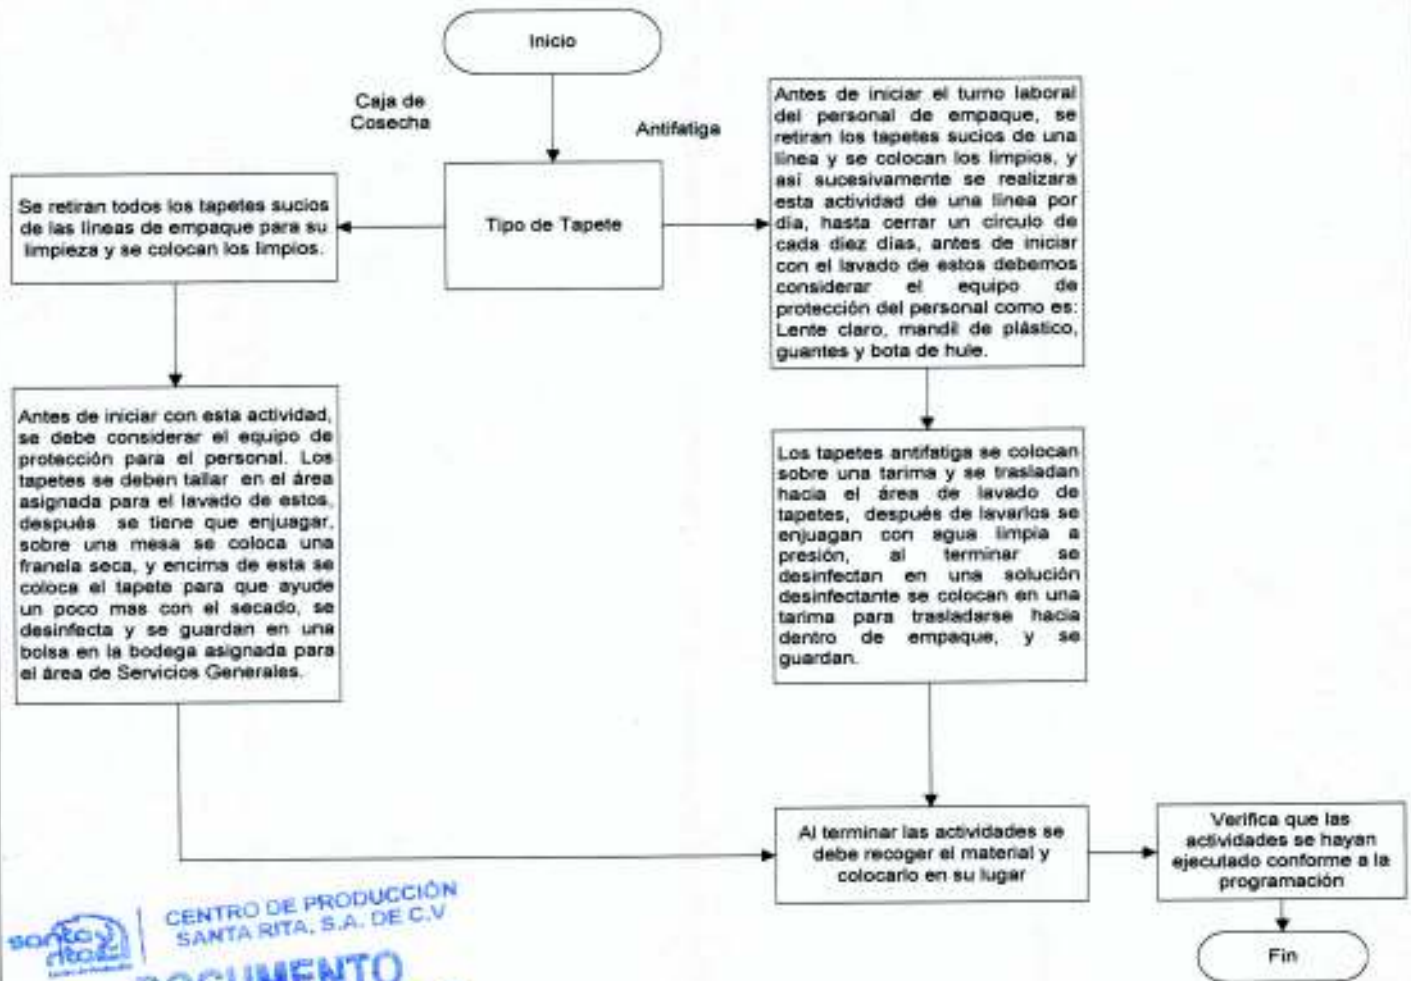 Inicio
Caja de
Cosecha
Antifatiga
Tipo de Tapete
Se retiran todos los tapetes sucios
de las líneas de empaque para su
limpieza y se colocan los limpios.
Antes de iniciar con esta actividad,
se debe considerar el equipo de
protección para el personal. Los
tapetes se deben tallar en el área
asignada para el lavado de estos,
después se tiene que enjuagar,
sobre una mesa se coloca una
franela seca, y encima de esta se
coloca el tapete para que ayude
un poco mas con el secado, se
desinfecta y se guardan en una
bolsa en la bodega asignada para
el área de Servicios Generales.
Antes de iniciar el turno laboral
del personal de empaque, se
retiran los tapetes sucios de una
línea y se colocan los limpios, y
así sucesivamente se realizara
esta actividad de una línea por
día, hasta cerrar un círculo de
cada diez días, antes de iniciar
con el lavado de estos debemos
considerar el equipo de
protección del personal como es:
Lente claro, mandil de plástico,
guantes y bota de hule.
Los tapetes antifatiga se colocan
sobre una tarima y se trasladan
hacia el área de lavado de
tapetes, después de lavarlos se
enjuagan con agua limpia a
presión, al terminar se
desinfectan en una solución
desinfectante se colocan en una
tarima para trasladarse hacia
dentro de empaque, y se
guardan.
Al terminar las actividades se
debe recoger el material y
colocarlo en su lugar
Verifica que las
actividades se hayan
ejecutado conforme a la
programación
Fin
santa
rita
CENTRO DE PRODUCCIÓN
SANTA RITA, S.A. DE C.V
DOCUMENTO